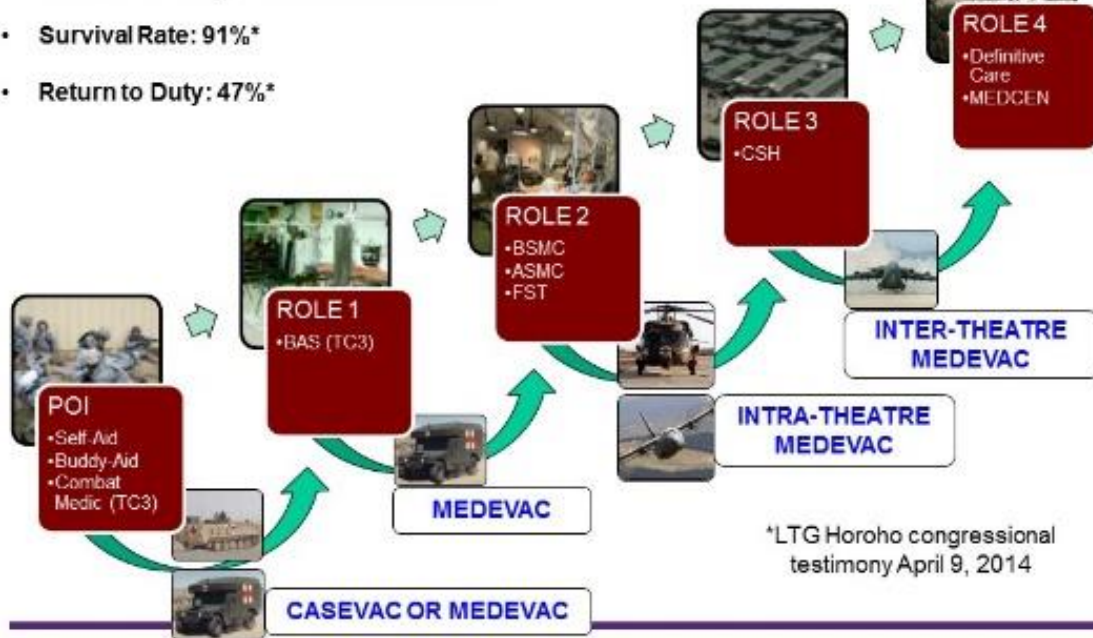 • Survival Rate: 91%*
• Return to Duty: 47%*
POI
•Self-Aid
•Buddy-Aid
•Combat
Medic (TC3)
CASEVAC OR MEDEVAC
ROLE 1
•BAS (TC3)
MEDEVAC
ROLE 2
•BSMC
•ASMC
•FST
INTRA-THEATRE
MEDEVAC
ROLE 3
•CSH
INTER-THEATRE
MEDEVAC
ROLE 4
•Definitive
Care
•MEDCEN
*LTG Horoho congressional
testimony April 9, 2014